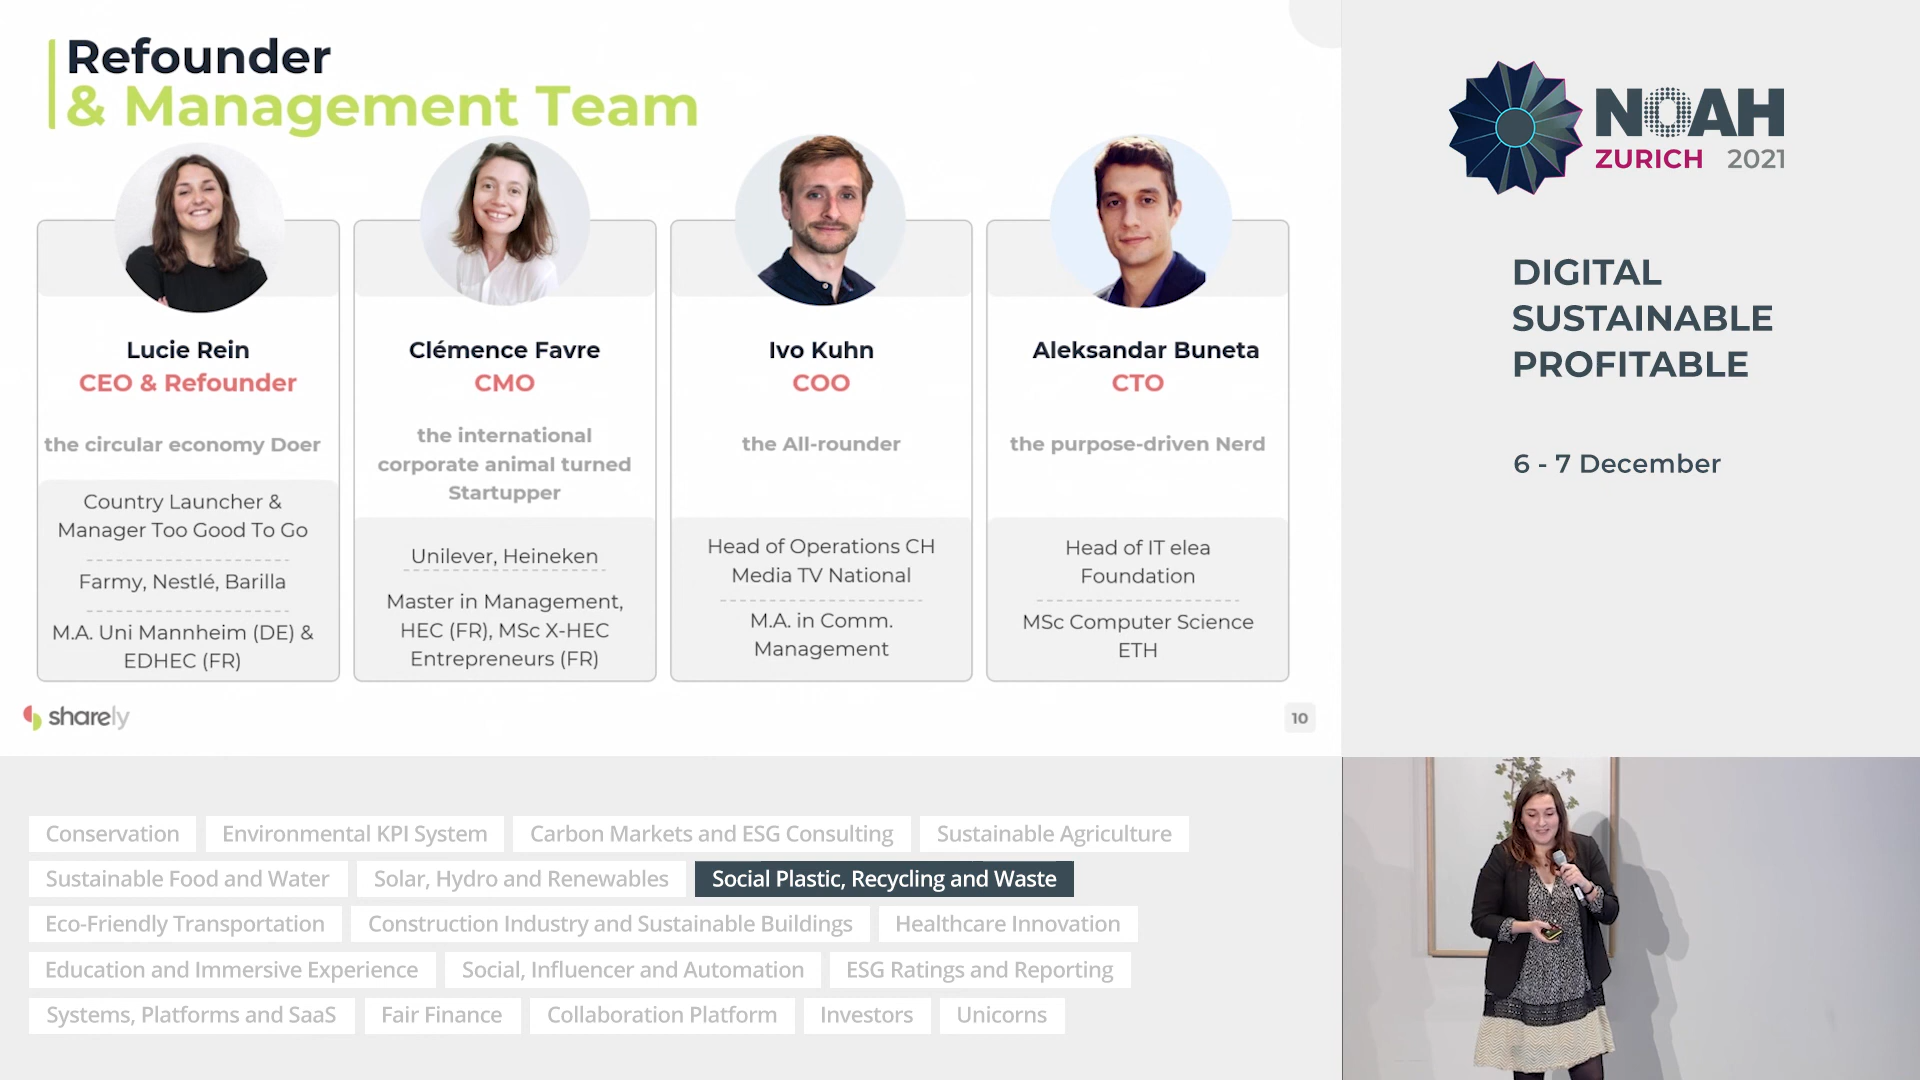 Refounder
& Management Team
Lucie Rein
CEO & Refounder
the circular economy Doer
Country Launcher &
Manager Too Good To Go
Farmy, Nestlé, Barilla
M.A. Uni Mannheim (DE) &
EDHEC (FR)
Clémence Favre
CMO
the international
corporate animal turned
Startupper
Unilever, Heineken
Master in Management,
HEC (FR), MSc X-HEC
Entrepreneurs (FR)
Ivo Kuhn
COO
the All-rounder
Head of Operations CH
Media TV National
M.A. in Comm.
Management
Aleksandar Buneta
CTO
the purpose-driven Nerd
Head of IT elea
Foundation
MSc Computer Science
ETH
sharely
10
NOAH
ZURICH 2021
DIGITAL
SUSTAINABLE
PROFITABLE
6 - 7 December
Conservation
Environmental KPI System
Carbon Markets and ESG Consulting
Sustainable Agriculture
Sustainable Food and Water
Solar, Hydro and Renewables
Social Plastic, Recycling and Waste
Eco-Friendly Transportation
Construction Industry and Sustainable Buildings
Healthcare Innovation
Education and Immersive Experience
Social, Influencer and Automation
ESG Ratings and Reporting
Systems, Platforms and SaaS
Fair Finance
Collaboration Platform
Investors
Unicorns